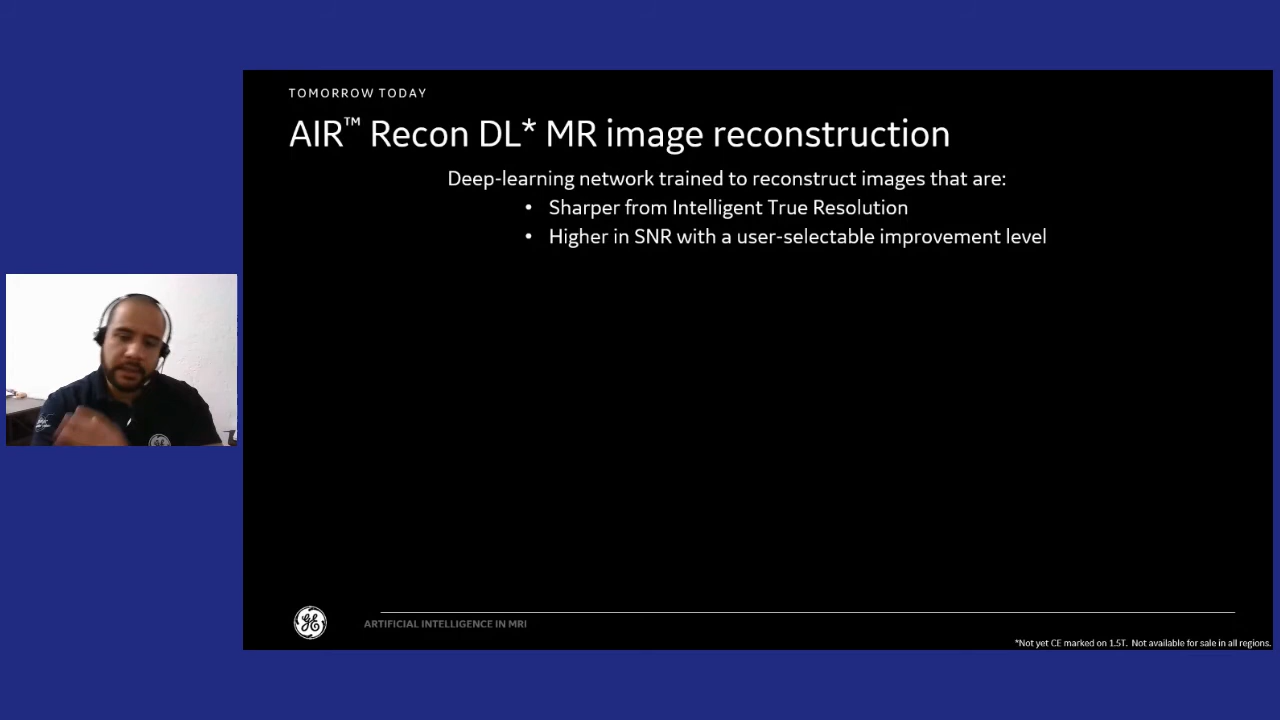 TOMORROW TODAY
AIR™ Recon DL* MR image reconstruction
Deep-learning network trained to reconstruct images that are:
• Sharper from Intelligent True Resolution
• Higher in SNR with a user-selectable improvement level
ARTIFICIAL INTELLIGENCE IN MRI
*Not yet CE marked on 1.5T. Not available for sale in all regions.